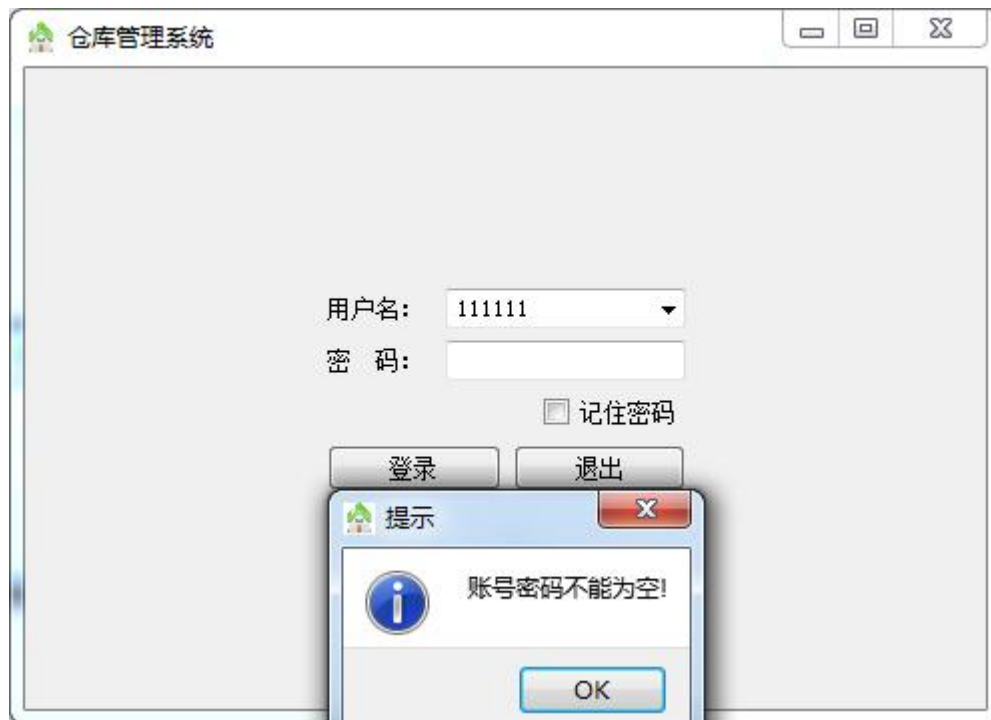 仓库管理系统
用户名: 111111
密 码:
记住密码
登录 退出
提示
账号密码不能为空!
OK